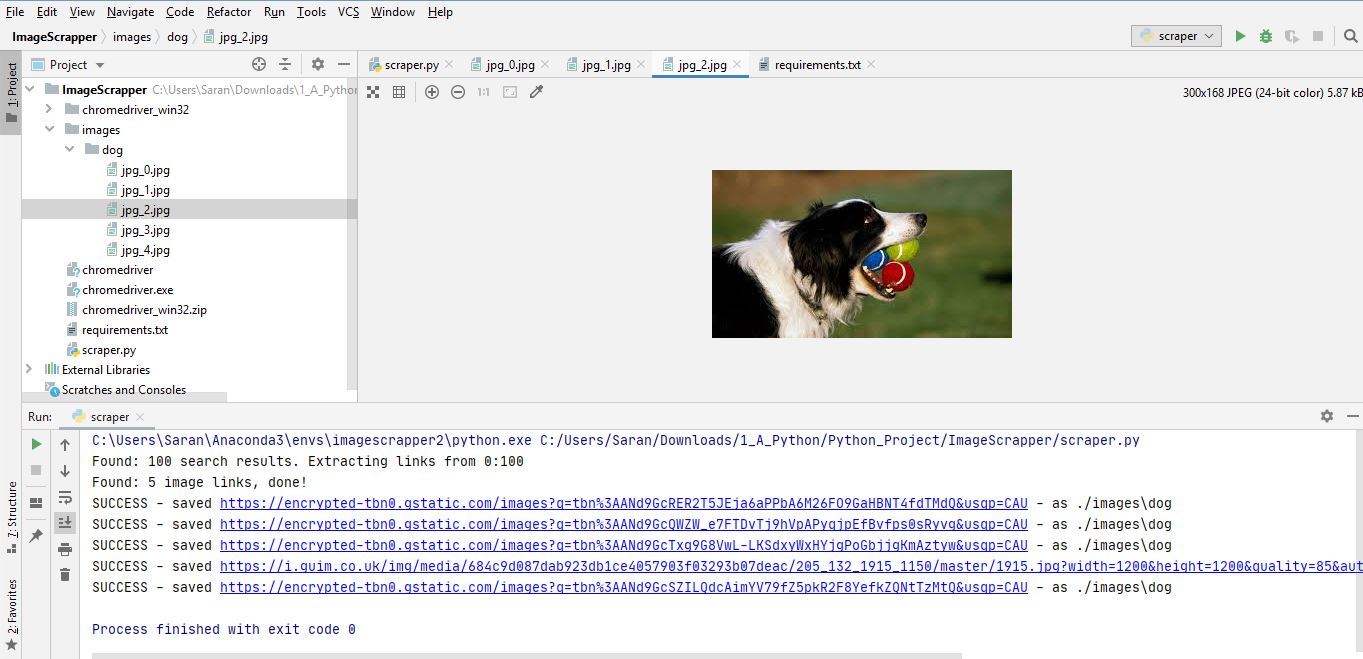 File Edit View Navigate Code Refactor Run Tools VCS Window Help
ImageScrapper images dog jpg_2.jpg
scraper
1: Project
Project
scraper.py jpg_0.jpg jpg_1.jpg jpg_2.jpg requirements.txt
ImageScrapper C:\Users\Saran\Downloads\1_A_Python
1:1
300x168 JPEG (24-bit color) 5.87 kB
chromedriver_win32
images
dog
jpg_0.jpg
jpg_1.jpg
jpg_2.jpg
jpg_3.jpg
jpg_4.jpg
chromedriver
chromedriver.exe
chromedriver_win32.zip
requirements.txt
scraper.py
External Libraries
Scratches and Consoles
Run: scraper
C:\Users\Saran\Anaconda3\envs\imagescrapper2\python.exe C:/Users/Saran/Downloads/1_A_Python/Python_Project/ImageScrapper/scraper.py
Found: 100 search results. Extracting links from 0:100
Found: 5 image links, done!
SUCCESS - saved https://encrypted-tbn0.gstatic.com/images?q=tbn%3AANd9GcRER2T5JEja6aPPbA6M26FO9GaHBNT4fdTMdQ&usqp=CAU - as ./images\dog
SUCCESS - saved https://encrypted-tbn0.gstatic.com/images?q=tbn%3AANd9GcQWZW_e7FTDvTj9hVpAPyqjpEfBvfps0sRyvq&usqp=CAU - as ./images\dog
SUCCESS - saved https://encrypted-tbn0.gstatic.com/images?q=tbn%3AANd9GcTxg9G8VwL-LKSdxyWxHYjgPoGbjjgKmAztyw&usqp=CAU - as ./images\dog
SUCCESS - saved https://i.guim.co.uk/img/media/684c9d087dab923db1ce4057903f03293b07deac/205_132_1915_1150/master/1915.jpg?width=1200&height=1200&quality=85&aut
SUCCESS - saved https://encrypted-tbn0.gstatic.com/images?q=tbn%3AANd9GcSZILQdcAimYV79fZ5pkR2F8YefkZQNtTzMtQ&usqp=CAU - as ./images\dog
Process finished with exit code 0
7: Structure
2: Favorites